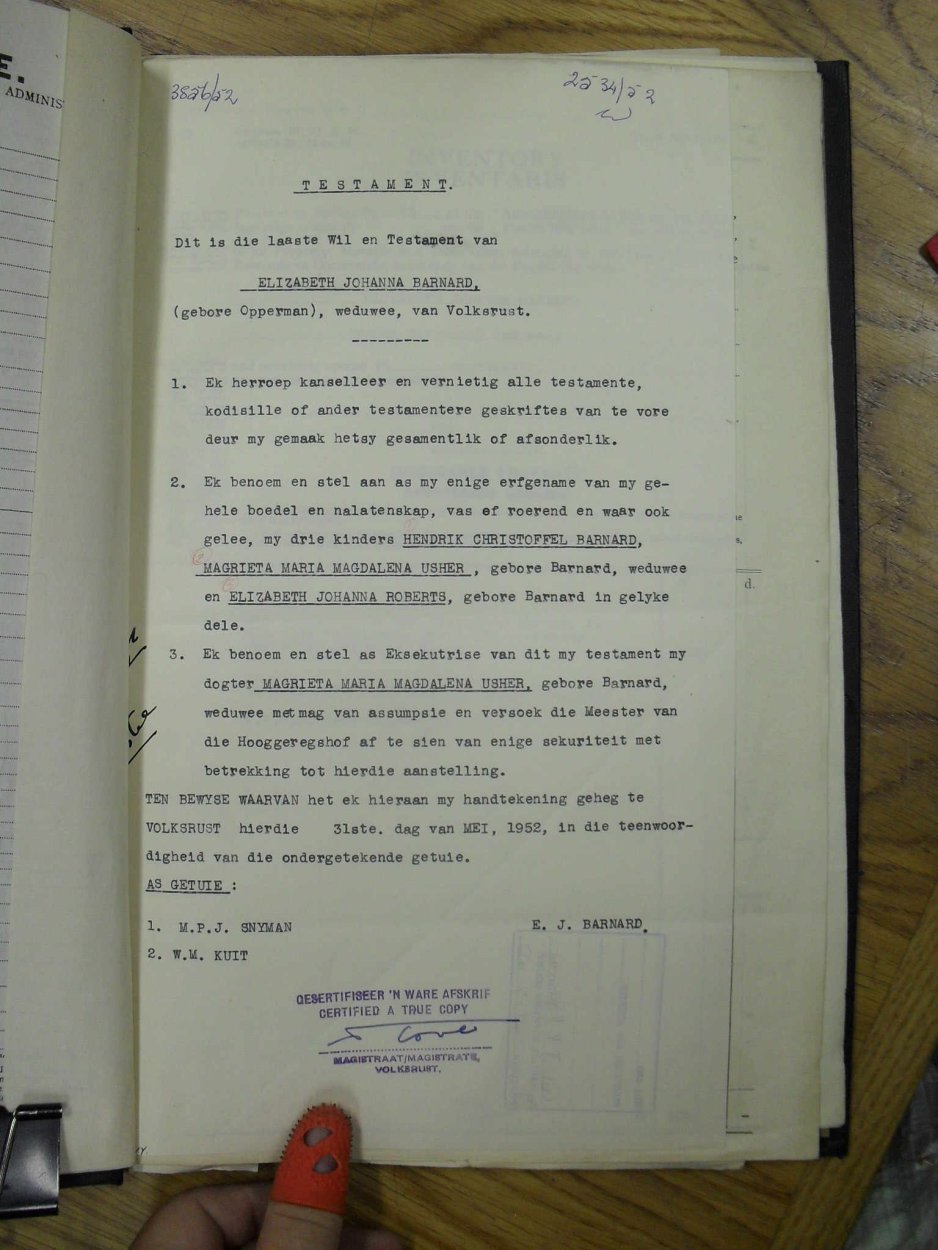 E.
ADMINIS
3856/52
2534/52
TESTAMENT.
Dit is die laaste Wil en Testament van
ELIZABETH JOHANNA BARNARD,
(gebore Opperman), weduwee, van Volksrust.
---------
1. Ek herroep kanselleer en vernietig alle testamente,
kodisille of ander testamentere geskriftes van te vore
deur my gemaak hetsy gesamentlik of afsonderlik.
2. Ek benoem en stel aan as my enige erfgename van my ge-
hele boedel en nalatenskap, vas ef roerend en waar ook
gelee, my drie kinders HENDRIK CHRISTOFFEL BARNARD,
MAGRIETA MARIA MAGDALENA USHER , gebore Barnard, weduwee
en ELIZABETH JOHANNA ROBERTS, gebore Barnard in gelyke
dele.
3. Ek benoem en stel as Eksekutrise van dit my testament my
dogter MAGRIETA MARIA MAGDALENA USHER, gebore Barnard,
weduwee met mag van assumpsie en versoek die Meester van
die Hooggeregshof af te sien van enige sekuriteit met
betrekking tot hierdie aanstelling.
TEN BEWYSE WAARVAN het ek hieraan my handtekening geheg te
VOLKSRUST hierdie 31ste. dag van MEI, 1952, in die teenwoor-
digheid van die ondergetekende getuie.
AS GETUIE :
1. M.P.J. SNYMAN E. J. BARNARD.
2. W.M. KUIT
GESERTIFISEER 'N WARE AFSKRIF
CERTIFIED A TRUE COPY
MAGISTRAAT/MAGISTRATE,
VOLKSRUST.
d.